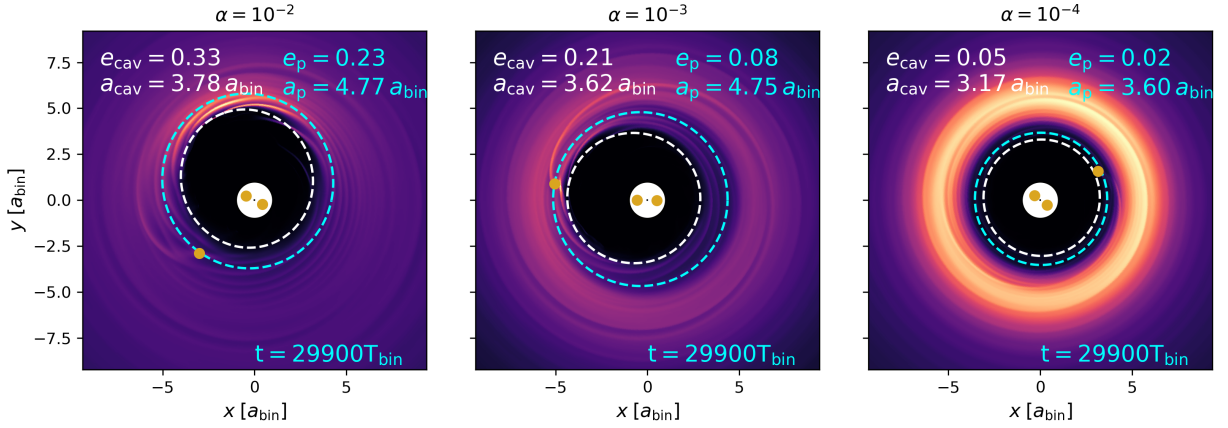 α = 10⁻²
e_cav = 0.33 e_p = 0.23
a_cav = 3.78 a_bin a_p = 4.77 a_bin
t = 29900T_bin
7.5
5.0
2.5
0.0
−2.5
−5.0
−7.5
y [a_bin]
−5 0 5
x [a_bin]
α = 10⁻³
e_cav = 0.21 e_p = 0.08
a_cav = 3.62 a_bin a_p = 4.75 a_bin
t = 29900T_bin
−5 0 5
x [a_bin]
α = 10⁻⁴
e_cav = 0.05 e_p = 0.02
a_cav = 3.17 a_bin a_p = 3.60 a_bin
t = 29900T_bin
−5 0 5
x [a_bin]